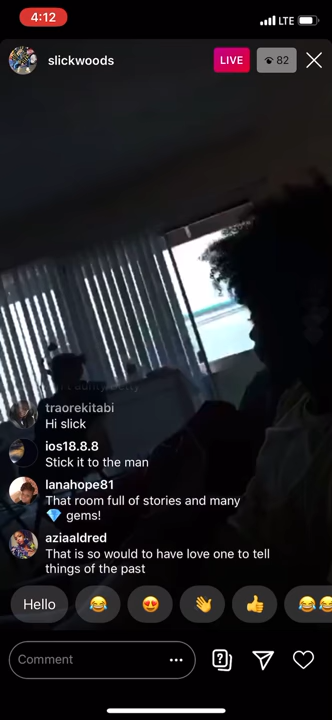 4:12
LTE
slickwoods
LIVE
82
traorekitabi
Hi slick
ios18.8.8
Stick it to the man
lanahope81
That room full of stories and many
💎 gems!
aziaaldred
That is so would to have love one to tell
things of the past
Hello
Comment